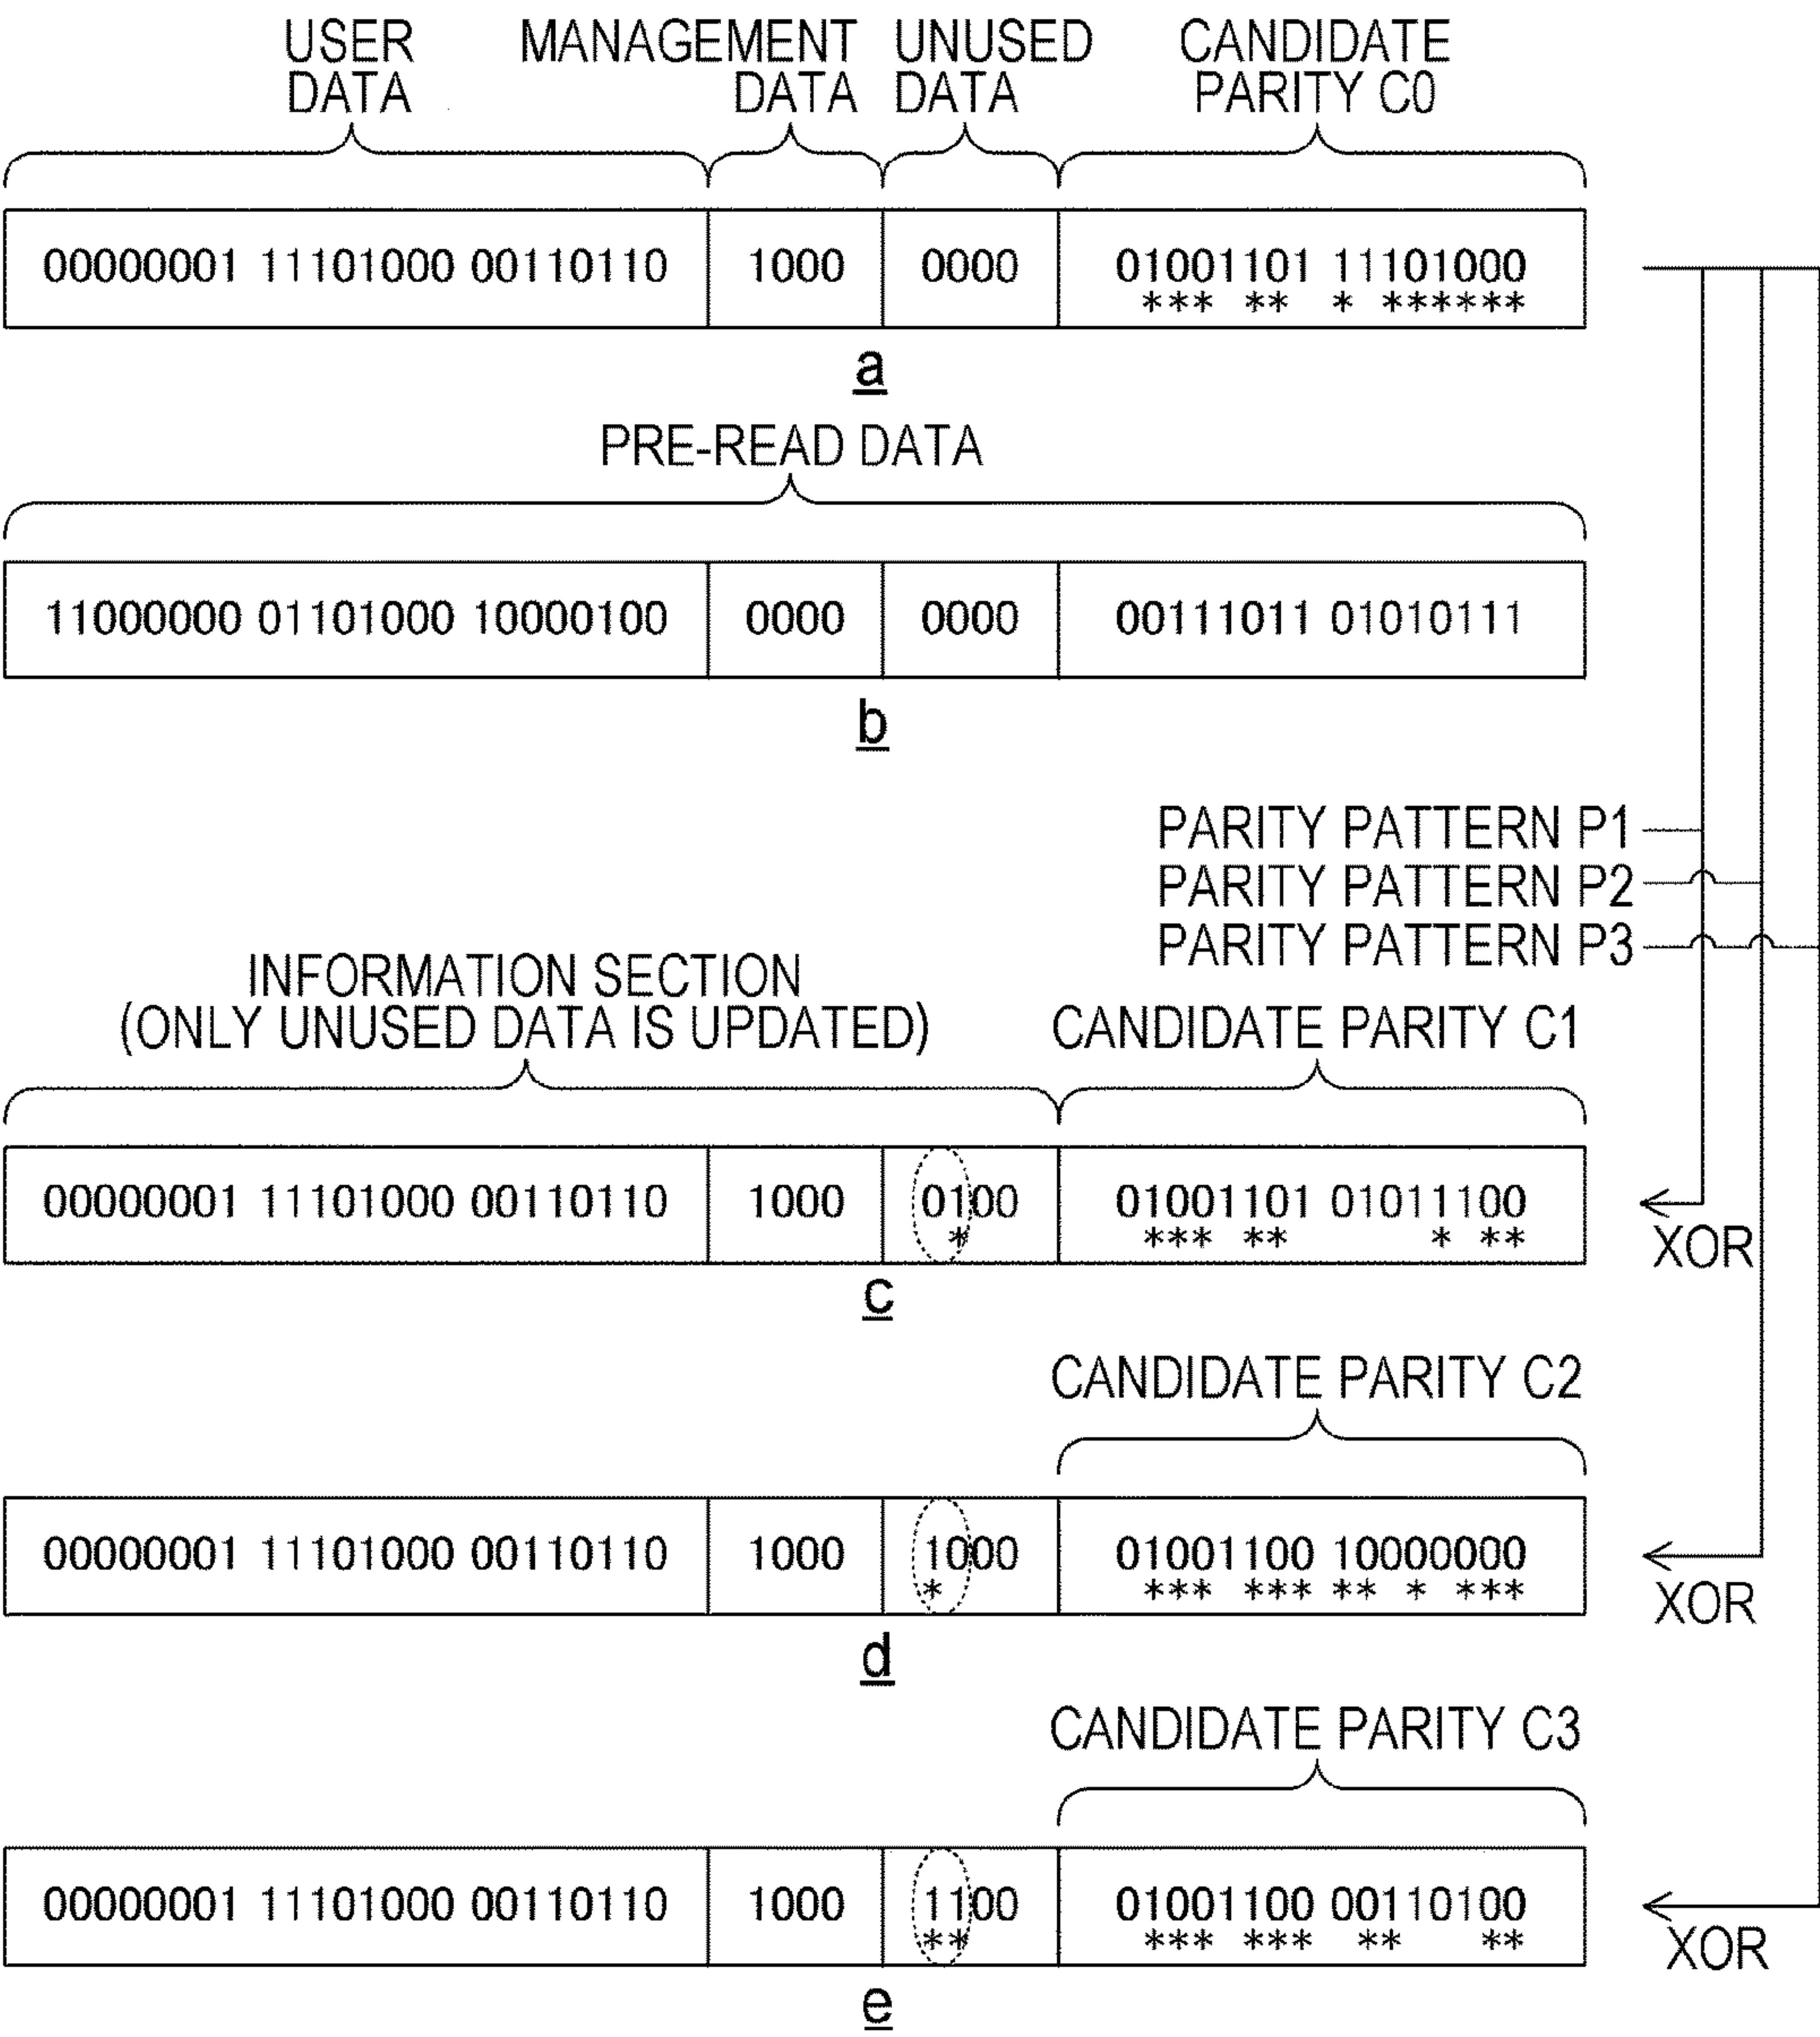 USER DATA
MANAGEMENT DATA
UNUSED DATA
CANDIDATE PARITY C0
00000001 11101000 00110110 1000 0000 01001101 11101000
*** ** * ******
a
PRE-READ DATA
11000000 01101000 10000100 0000 0000 00111011 01010111
b
PARITY PATTERN P1
PARITY PATTERN P2
PARITY PATTERN P3
INFORMATION SECTION
(ONLY UNUSED DATA IS UPDATED)
CANDIDATE PARITY C1
00000001 11101000 00110110 1000 0100 01001101 01011100
* *** ** * **
XOR
c
CANDIDATE PARITY C2
00000001 11101000 00110110 1000 1000 01001100 10000000
* *** *** ** * ***
XOR
d
CANDIDATE PARITY C3
00000001 11101000 00110110 1000 1100 01001100 00110100
** *** *** ** **
XOR
e